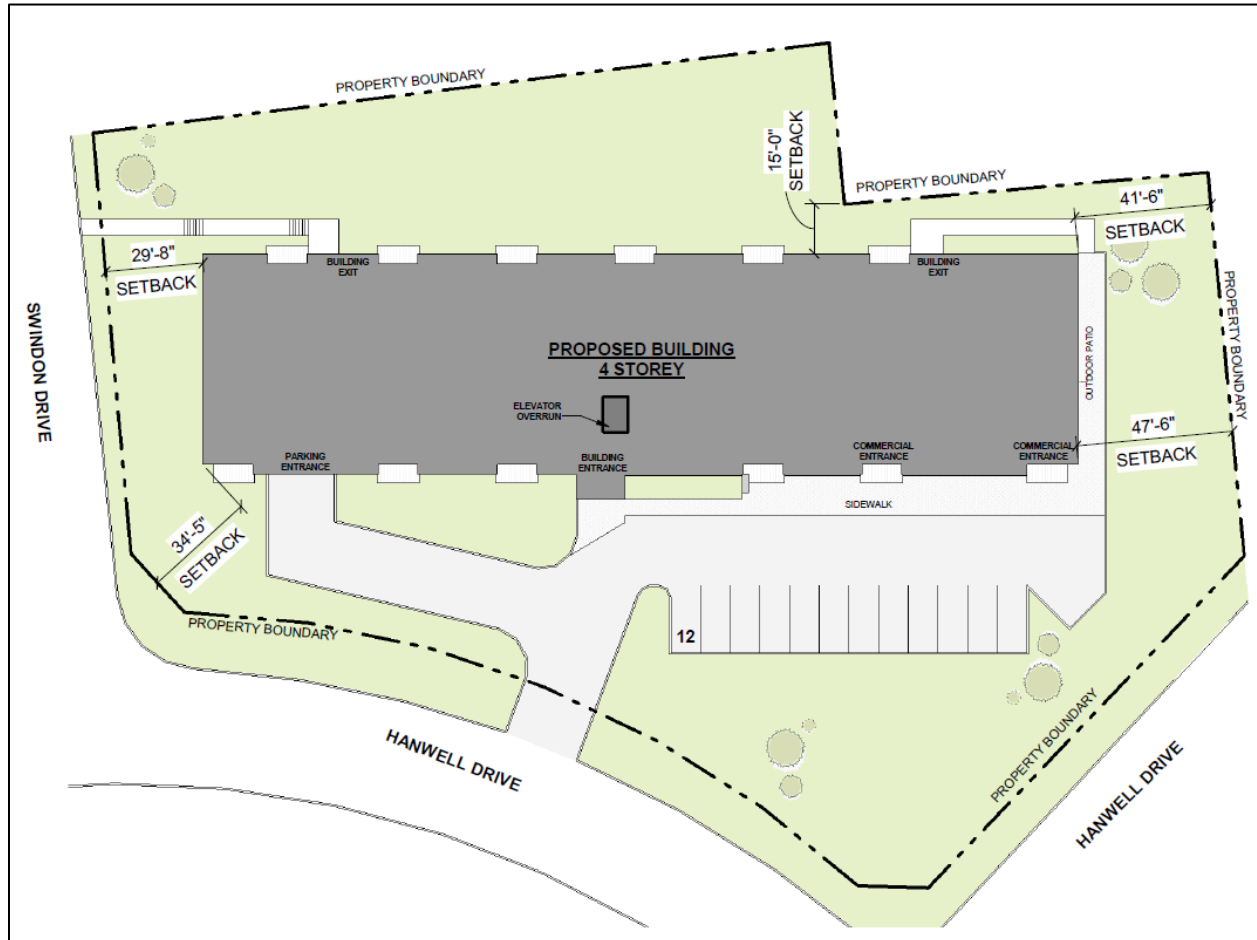 PROPERTY BOUNDARY
15'-0"
SETBACK
PROPERTY BOUNDARY
41'-6"
SETBACK
29'-8"
SETBACK
BUILDING
EXIT
BUILDING
EXIT
PROPERTY BOUNDARY
SWINDON DRIVE
PROPOSED BUILDING
4 STOREY
OUTDOOR PATIO
ELEVATOR
OVERRUN
47'-6"
SETBACK
PARKING
ENTRANCE
BUILDING
ENTRANCE
COMMERCIAL
ENTRANCE
COMMERCIAL
ENTRANCE
SIDEWALK
34'-5"
SETBACK
PROPERTY BOUNDARY
12
PROPERTY BOUNDARY
HANWELL DRIVE
HANWELL DRIVE